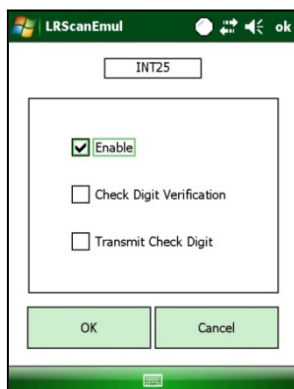 LRScanEmul ok
INT25
Enable
Check Digit Verification
Transmit Check Digit
OK Cancel